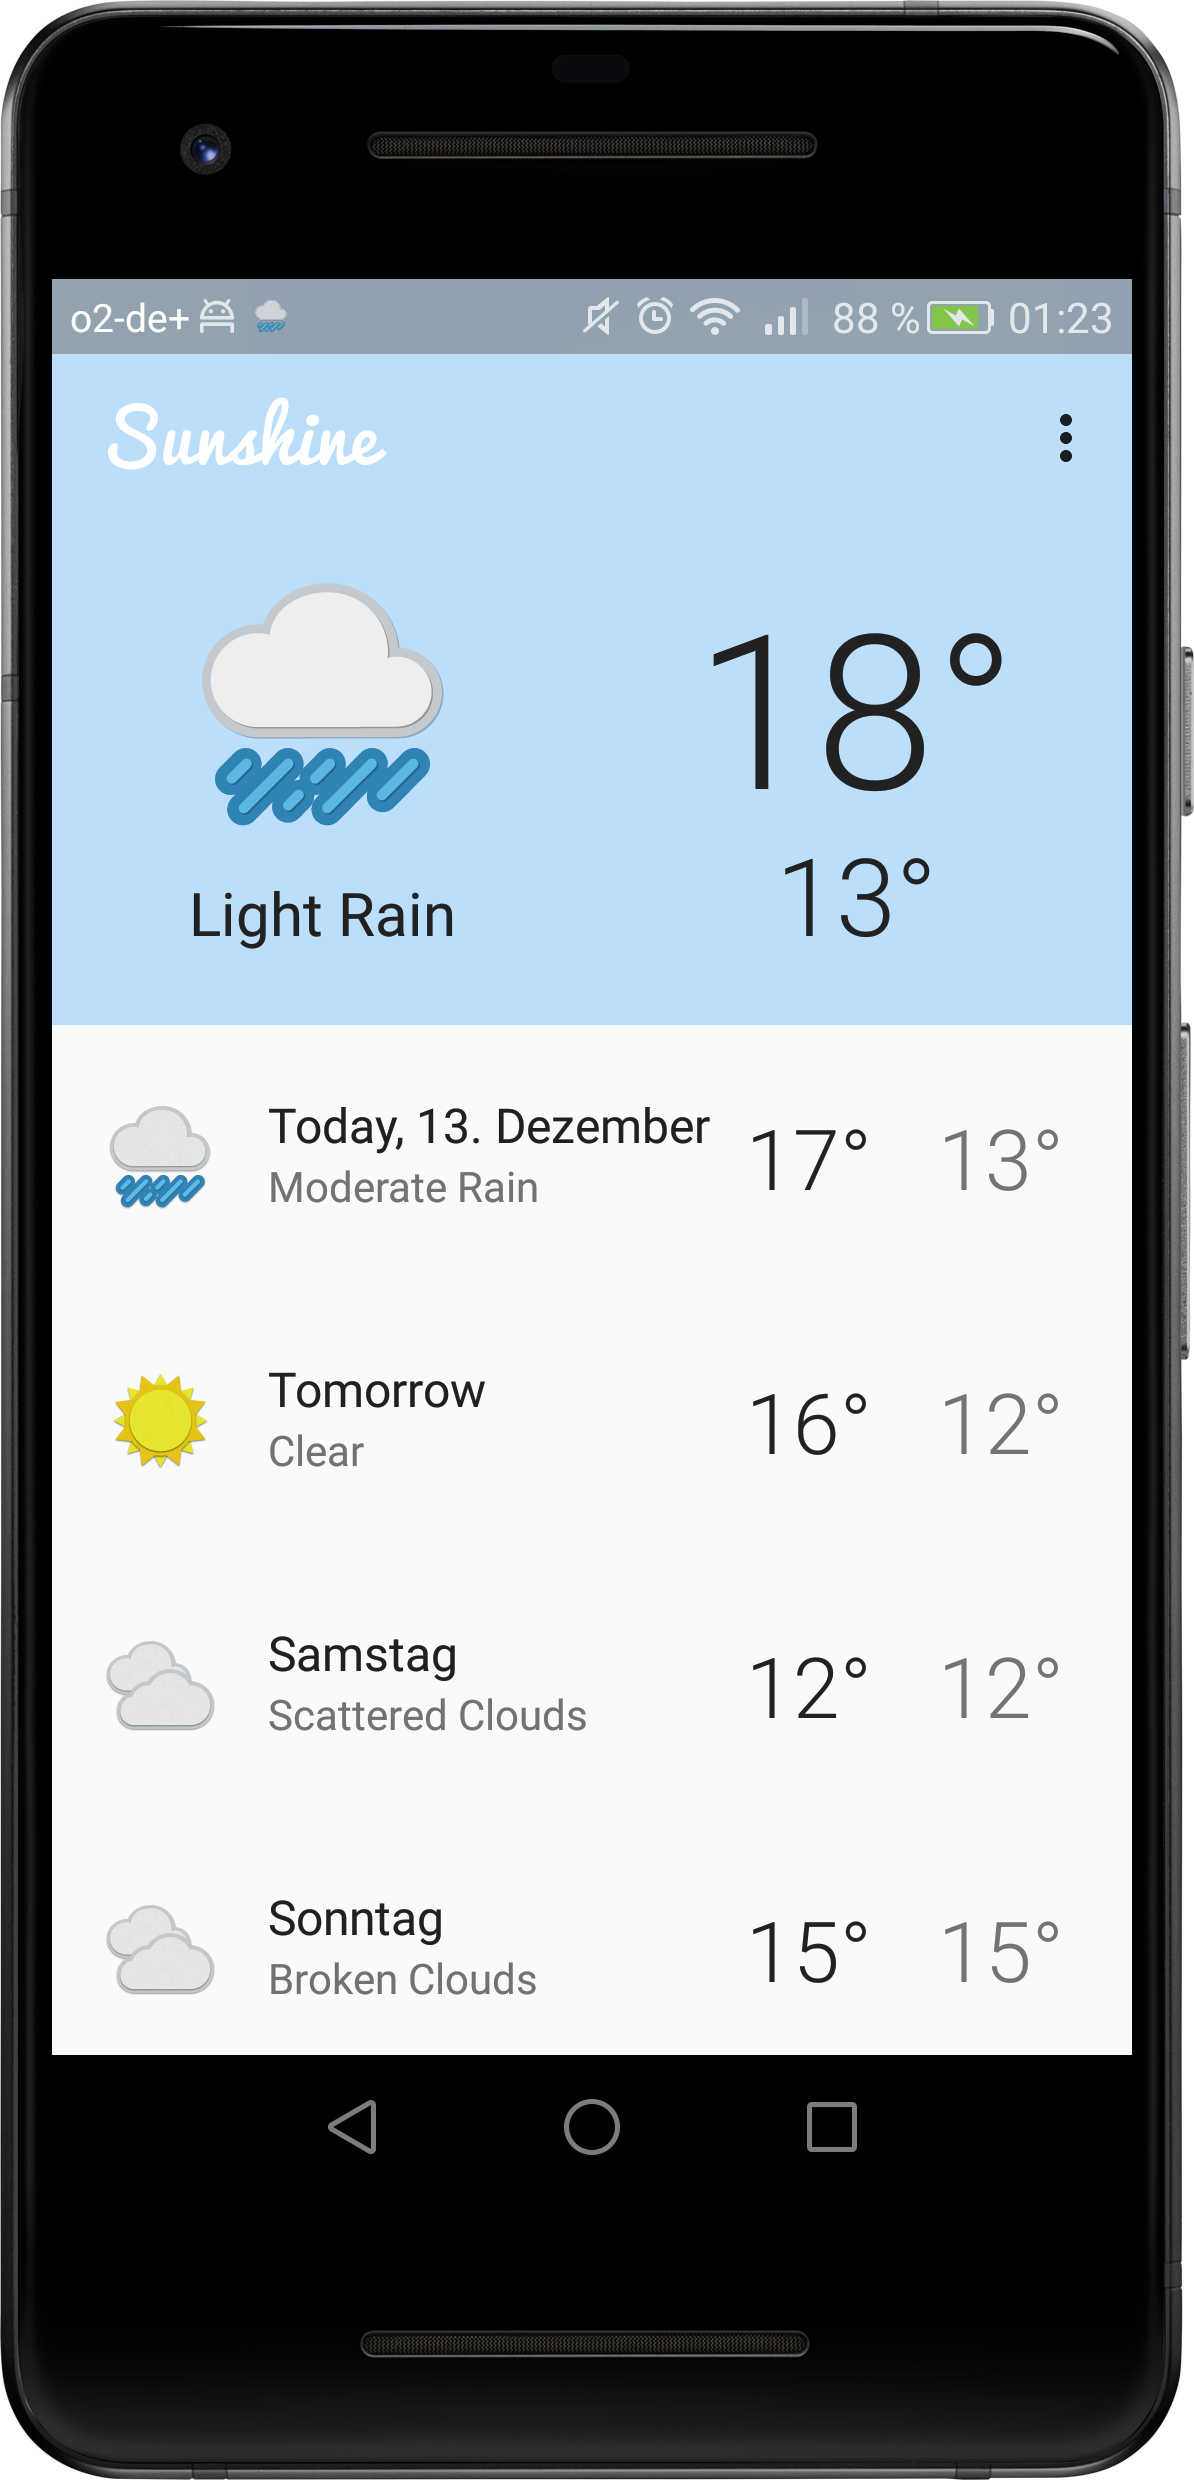 o2-de+ 88 % 01:23
Sunshine
18°
13°
Light Rain
Today, 13. Dezember 17° 13°
Moderate Rain
Tomorrow 16° 12°
Clear
Samstag 12° 12°
Scattered Clouds
Sonntag 15° 15°
Broken Clouds